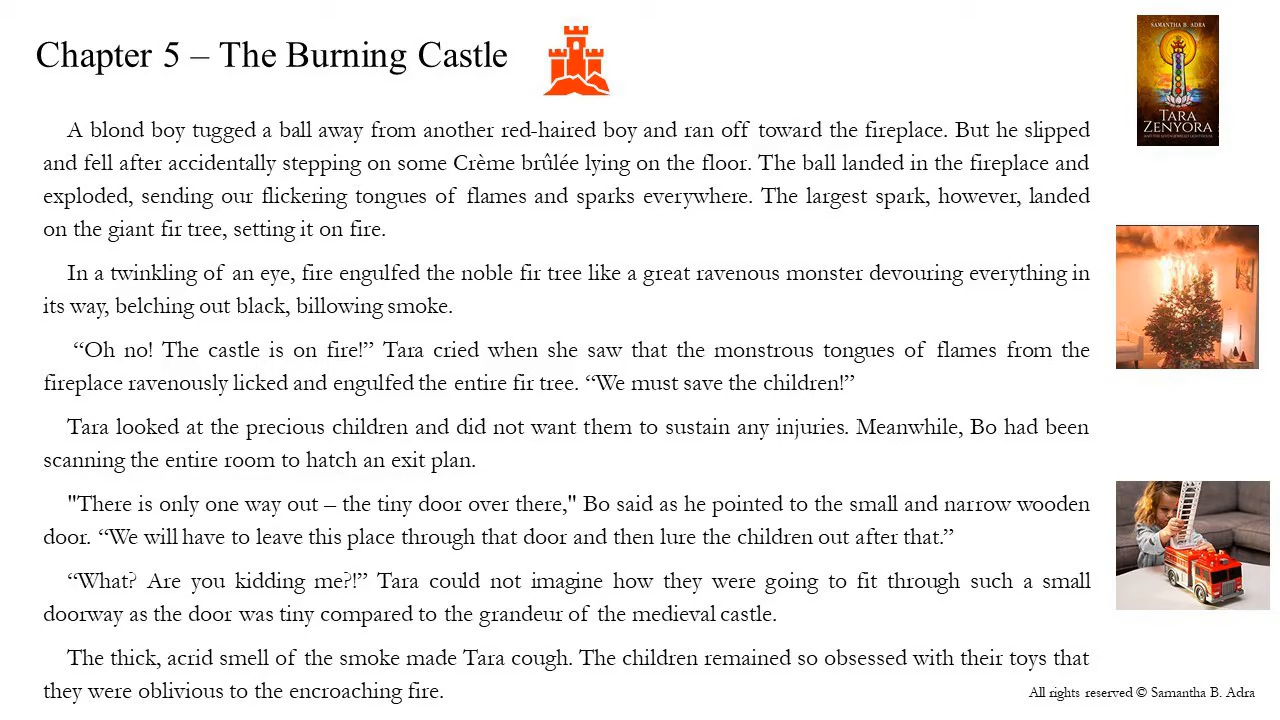 Chapter 5 – The Burning Castle
SAMANTHA B. ADRA
TARA
ZENYORA
A blond boy tugged a ball away from another red-haired boy and ran off toward the fireplace. But he slipped
and fell after accidentally stepping on some Crème brûlée lying on the floor. The ball landed in the fireplace and
exploded, sending our flickering tongues of flames and sparks everywhere. The largest spark, however, landed
on the giant fir tree, setting it on fire.
In a twinkling of an eye, fire engulfed the noble fir tree like a great ravenous monster devouring everything in
its way, belching out black, billowing smoke.
“Oh no! The castle is on fire!” Tara cried when she saw that the monstrous tongues of flames from the
fireplace ravenously licked and engulfed the entire fir tree. “We must save the children!”
Tara looked at the precious children and did not want them to sustain any injuries. Meanwhile, Bo had been
scanning the entire room to hatch an exit plan.
"There is only one way out – the tiny door over there," Bo said as he pointed to the small and narrow wooden
door. “We will have to leave this place through that door and then lure the children out after that.”
“What? Are you kidding me?!” Tara could not imagine how they were going to fit through such a small
doorway as the door was tiny compared to the grandeur of the medieval castle.
The thick, acrid smell of the smoke made Tara cough. The children remained so obsessed with their toys that
they were oblivious to the encroaching fire.
All rights reserved © Samantha B. Adra